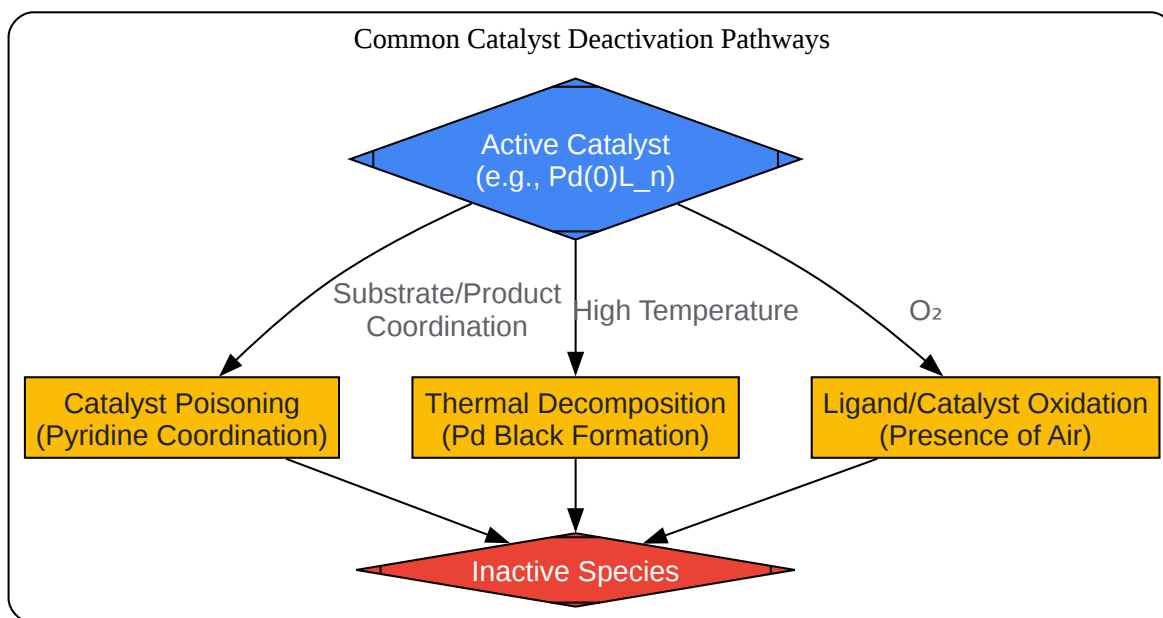 Common Catalyst Deactivation Pathways
Active Catalyst
(e.g., Pd(0)L_n)
Substrate/Product
Coordination
High Temperature
O₂
Catalyst Poisoning
(Pyridine Coordination)
Thermal Decomposition
(Pd Black Formation)
Ligand/Catalyst Oxidation
(Presence of Air)
Inactive Species